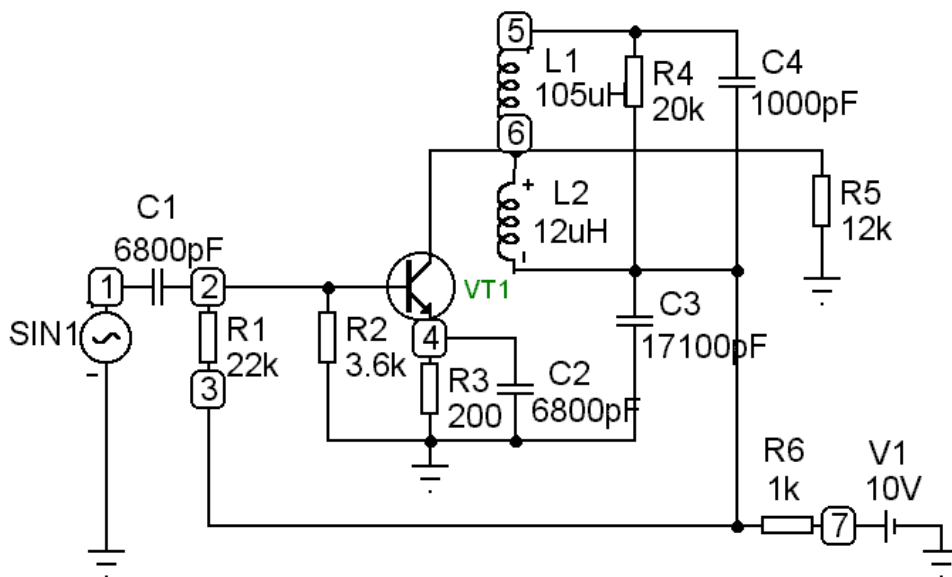 5
L1
105uH
R4
20k
C4
1000pF
6
L2
12uH
R5
12k
C1
6800pF
1
2
VT1
SIN1
R1
22k
3
R2
3.6k
4
R3
200
C2
6800pF
C3
17100pF
R6
1k
7
V1
10V